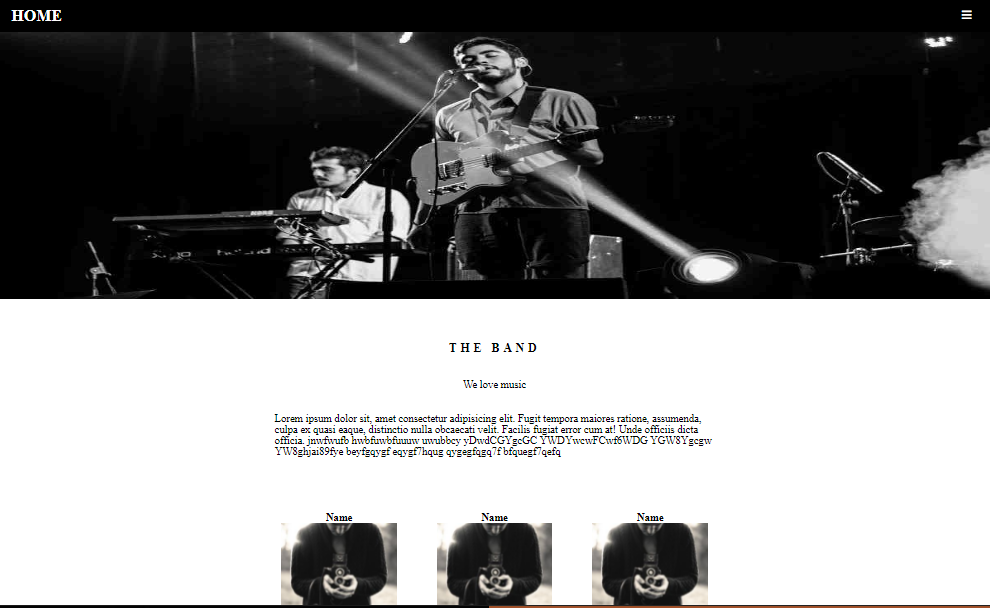 HOME
THE BAND
We love music
Lorem ipsum dolor sit, amet consectetur adipisicing elit. Fugit tempora maiores ratione, assumenda,
culpa ex quasi eaque, distinctio nulla obcaecati velit. Facilis fugiat error cum at! Unde officiis dicta
officia. jnwfwufb hwbfuwbfuuuw uwubbcy yDwdCGYgcGC YWDYwcwFCwf6WDG YGW8Ygcgw
YW8ghjai89fye beyfgqygf eqygf7hqug qygegfqgq7f bfquegf7qefq
Name Name Name